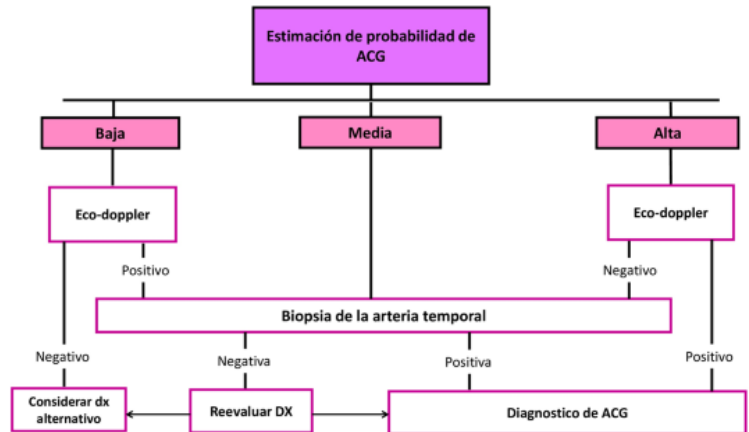 Estimación de probabilidad de
ACG
Baja
Media
Alta
Eco-doppler
Eco-doppler
Positivo
Negativo
Biopsia de la arteria temporal
Negativo
Negativa
Positiva
Positivo
Considerar dx
alternativo
Reevaluar DX
Diagnostico de ACG